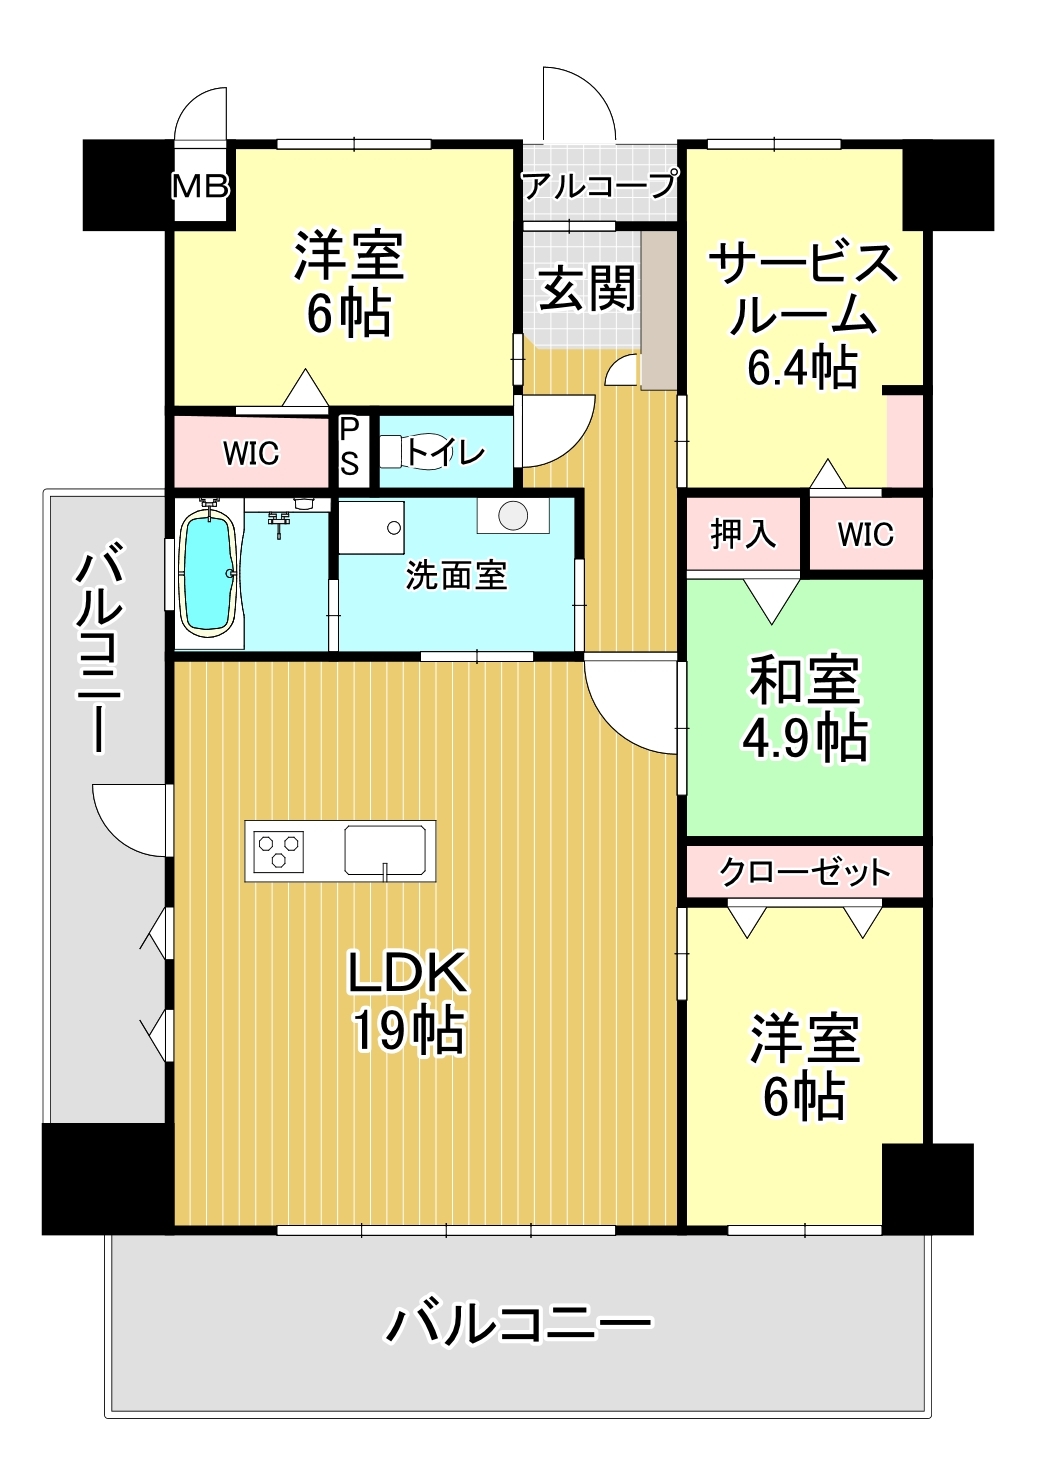 MB
アルコープ
洋室
6帖
玄関
サービス
ルーム
6.4帖
WIC
PS
トイレ
押入
WIC
洗面室
バルコニー
和室
4.9帖
クローゼット
LDK
19帖
洋室
6帖
バルコニー